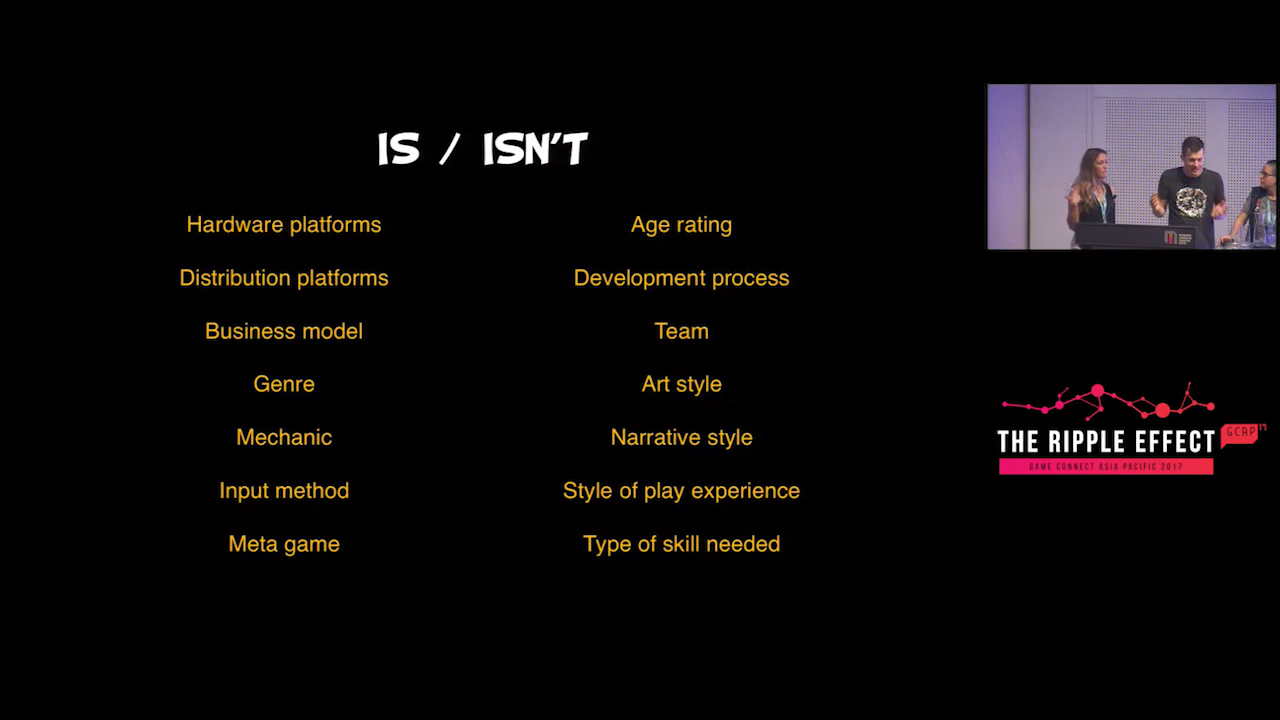 IS / ISN'T
Hardware platforms
Distribution platforms
Business model
Genre
Mechanic
Input method
Meta game
Age rating
Development process
Team
Art style
Narrative style
Style of play experience
Type of skill needed
THE RIPPLE EFFECT
GCAP'17
GAME CONNECT ASIA PACIFIC 2017